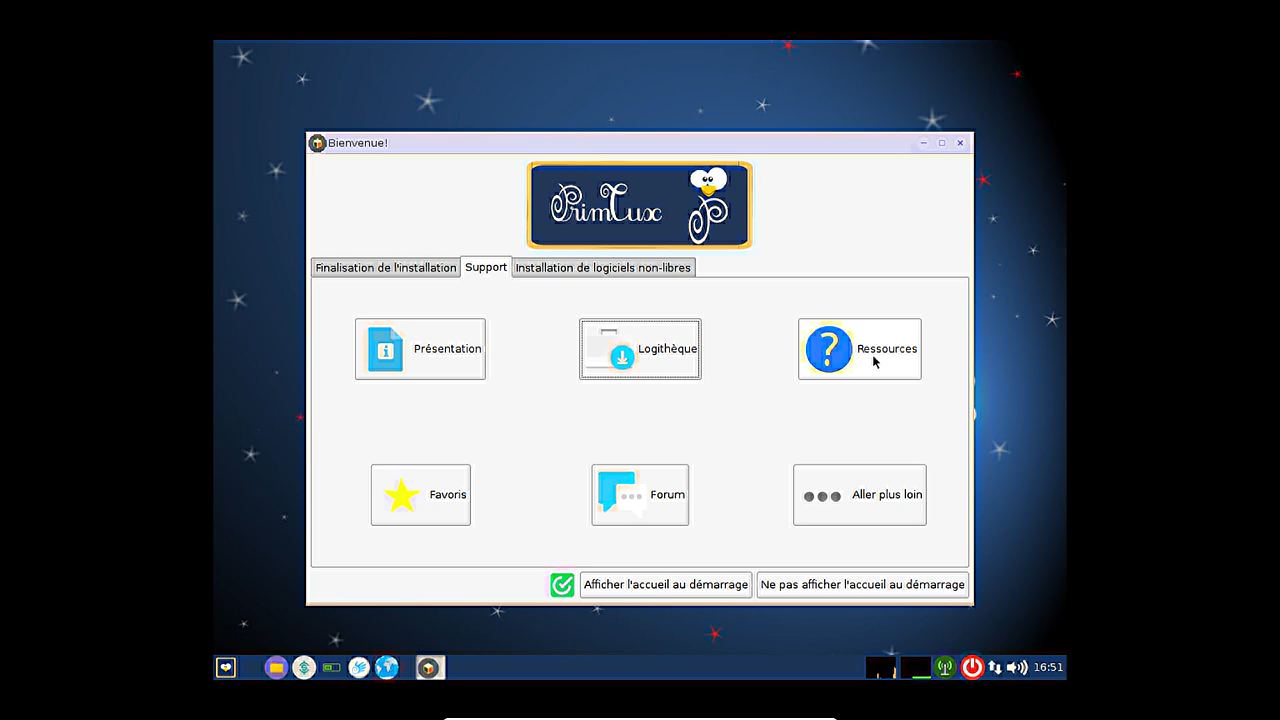 Bienvenue!
PrimTux
Finalisation de l'installation
Support
Installation de logiciels non-libres
Présentation
Logithèque
Ressources
Favoris
Forum
Aller plus loin
Afficher l'accueil au démarrage
Ne pas afficher l'accueil au démarrage
16:51